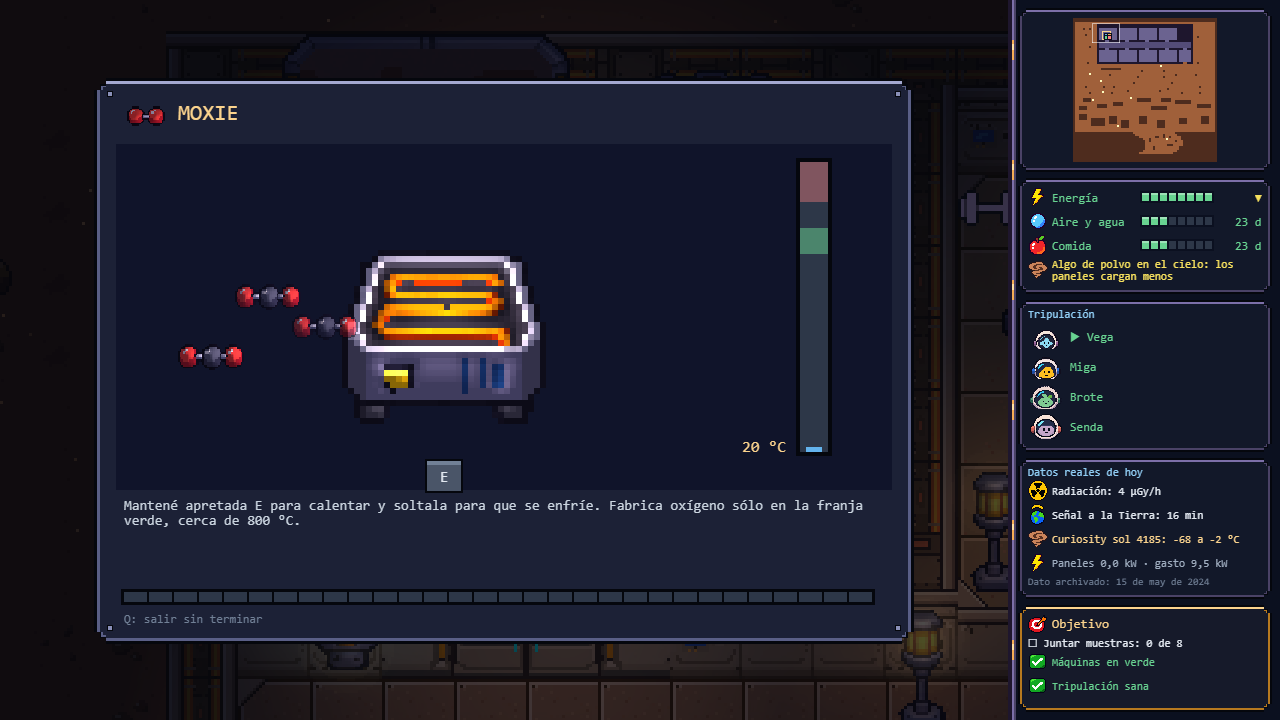 MOXIE
20 ºC
E
Mantené apretada E para calentar y soltala para que se enfríe. Fabrica oxígeno sólo en la franja
verde, cerca de 800 ºC.
Q: salir sin terminar
Energía
Aire y agua 23 d
Comida 23 d
Algo de polvo en el cielo: los
paneles cargan menos
Tripulación
Vega
Miga
Brote
Senda
Datos reales de hoy
Radiación: 4 µGy/h
Señal a la Tierra: 16 min
Curiosity sol 4185: -68 a -2 ºC
Paneles 0,0 kW · gasto 9,5 kW
Dato archivado: 15 de may de 2024
Objetivo
Juntar muestras: 0 de 8
Máquinas en verde
Tripulación sana